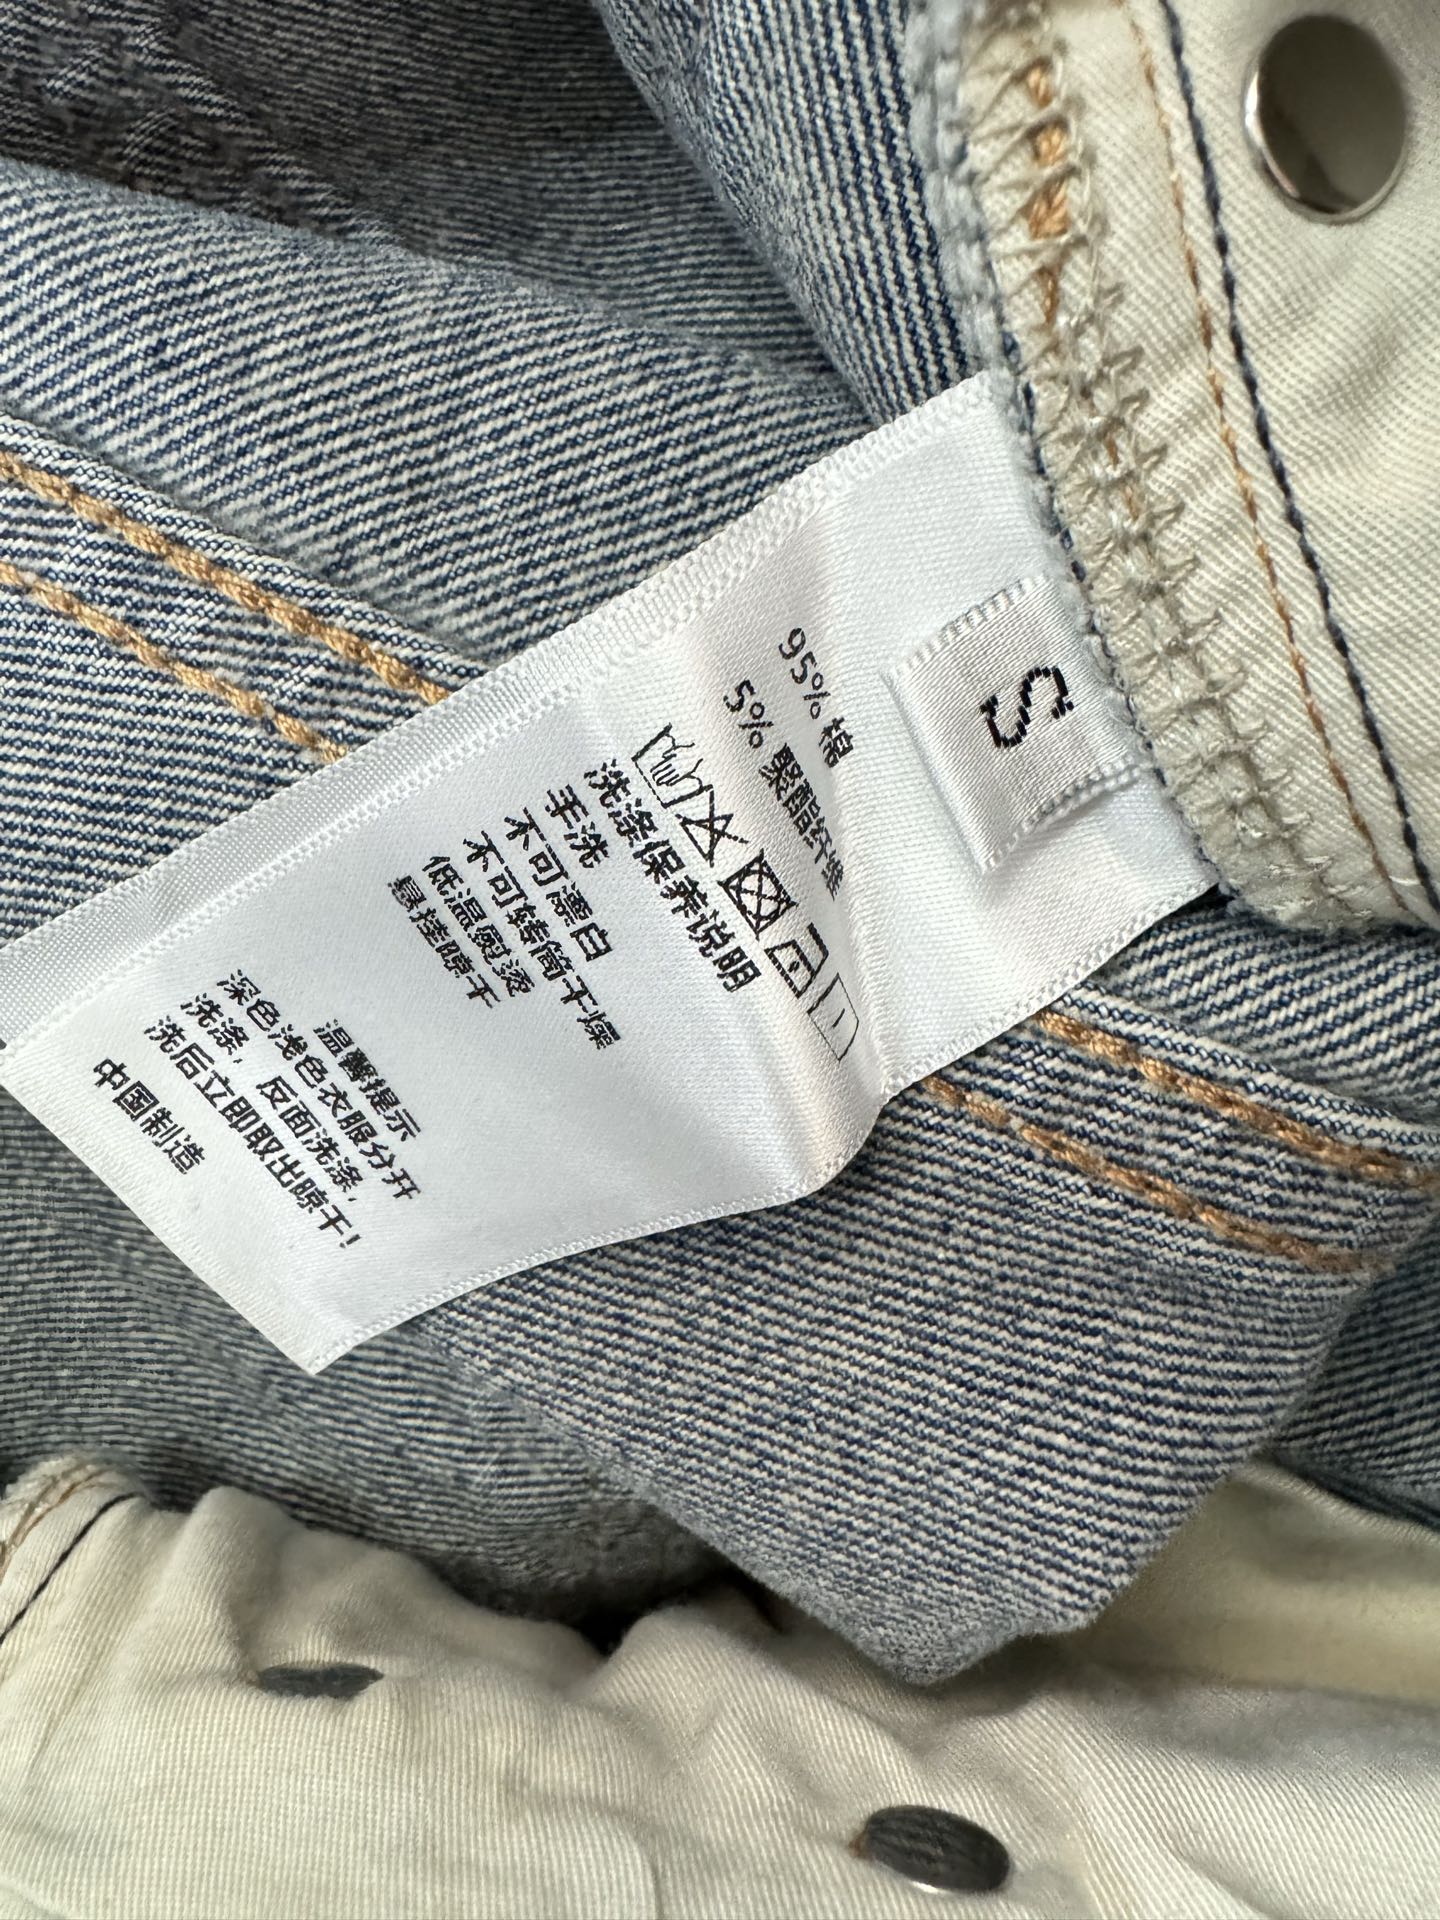 S
95% 棉
5% 聚酯纤维
洗涤保养说明
手洗
不可漂白
不可转筒干燥
低温熨烫
悬挂晾干
温馨提示
深色浅色衣服分开
洗涤，反面洗涤，
洗后立即取出晾干！
中国制造